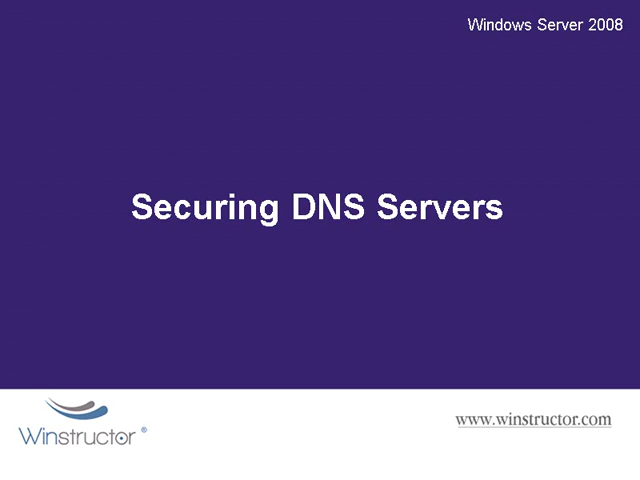 Windows Server 2008
Securing DNS Servers
Winstructor ®
www.winstructor.com